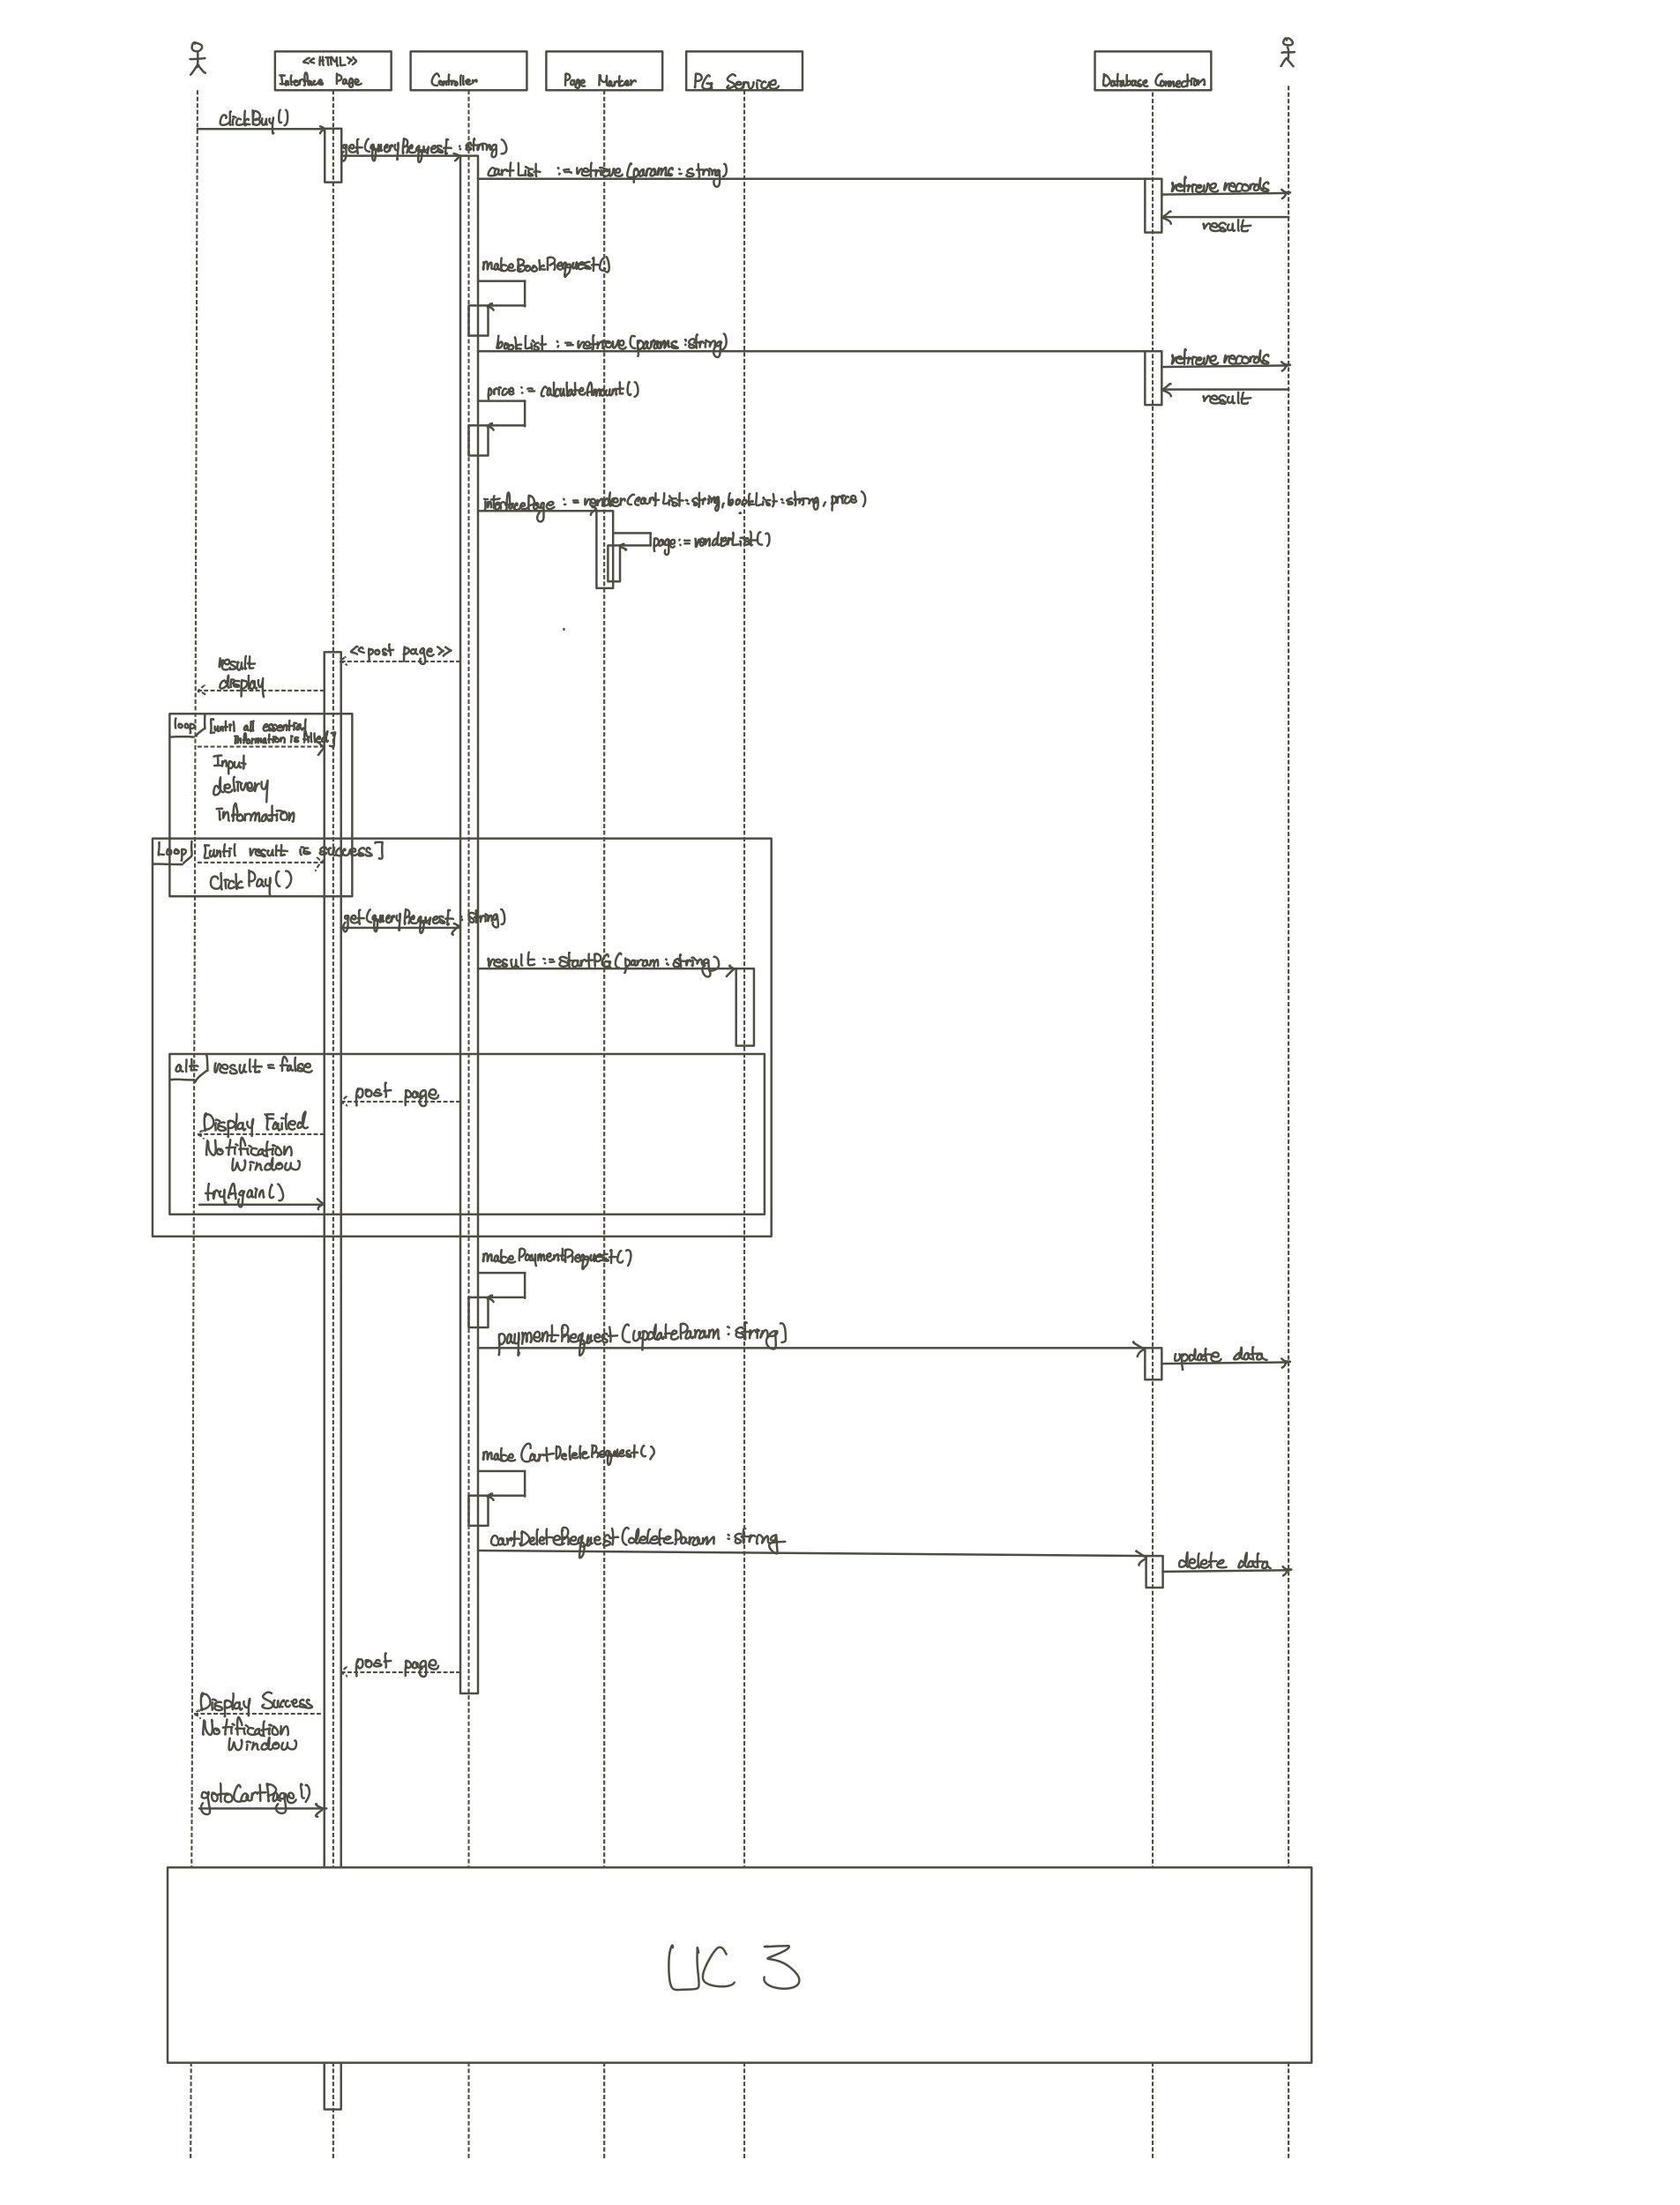 << HTML >>
Interface Page
Controller
Page Marker
PG Service
Database Connection
ClickBuy()
get(queryRequest : string)
cartList := retrieve (params : string)
retrieve records
result
makeBookRequest()
bookList := retrieve (params : string)
retrieve records
result
price := calculateAmount()
interfacePage := render(cartList:string, bookList:string, price)
page := renderList()
<< post page >>
result
display
loop [until all essential
information is filled]
Input
delivery
Information
Loop [until result is success]
Click Pay()
get(queryRequest : string)
result := startPG (param : string)
alt result = false
post page
Display Failed
Notification
Window
tryAgain()
make PaymentRequest()
paymentRequest (updateParam : string)
update data
make CartDeleteRequest()
cartDeleteRequest (deleteParam : string
delete data
post page
Display Success
Notification
Window
gotoCartPage()
UC 3